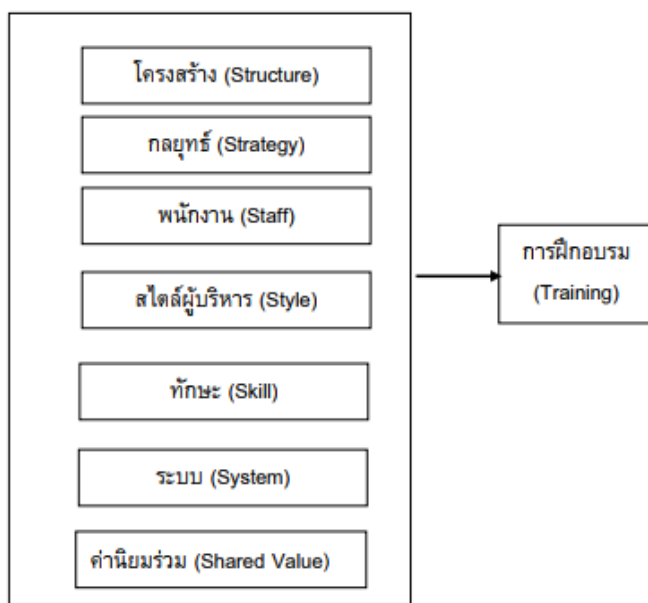 โครงสร้าง (Structure)
กลยุทธ์ (Strategy)
พนักงาน (Staff)
สไตล์ผู้บริหาร (Style)
ทักษะ (Skill)
ระบบ (System)
ค่านิยมร่วม (Shared Value)
การฝึกอบรม
(Training)